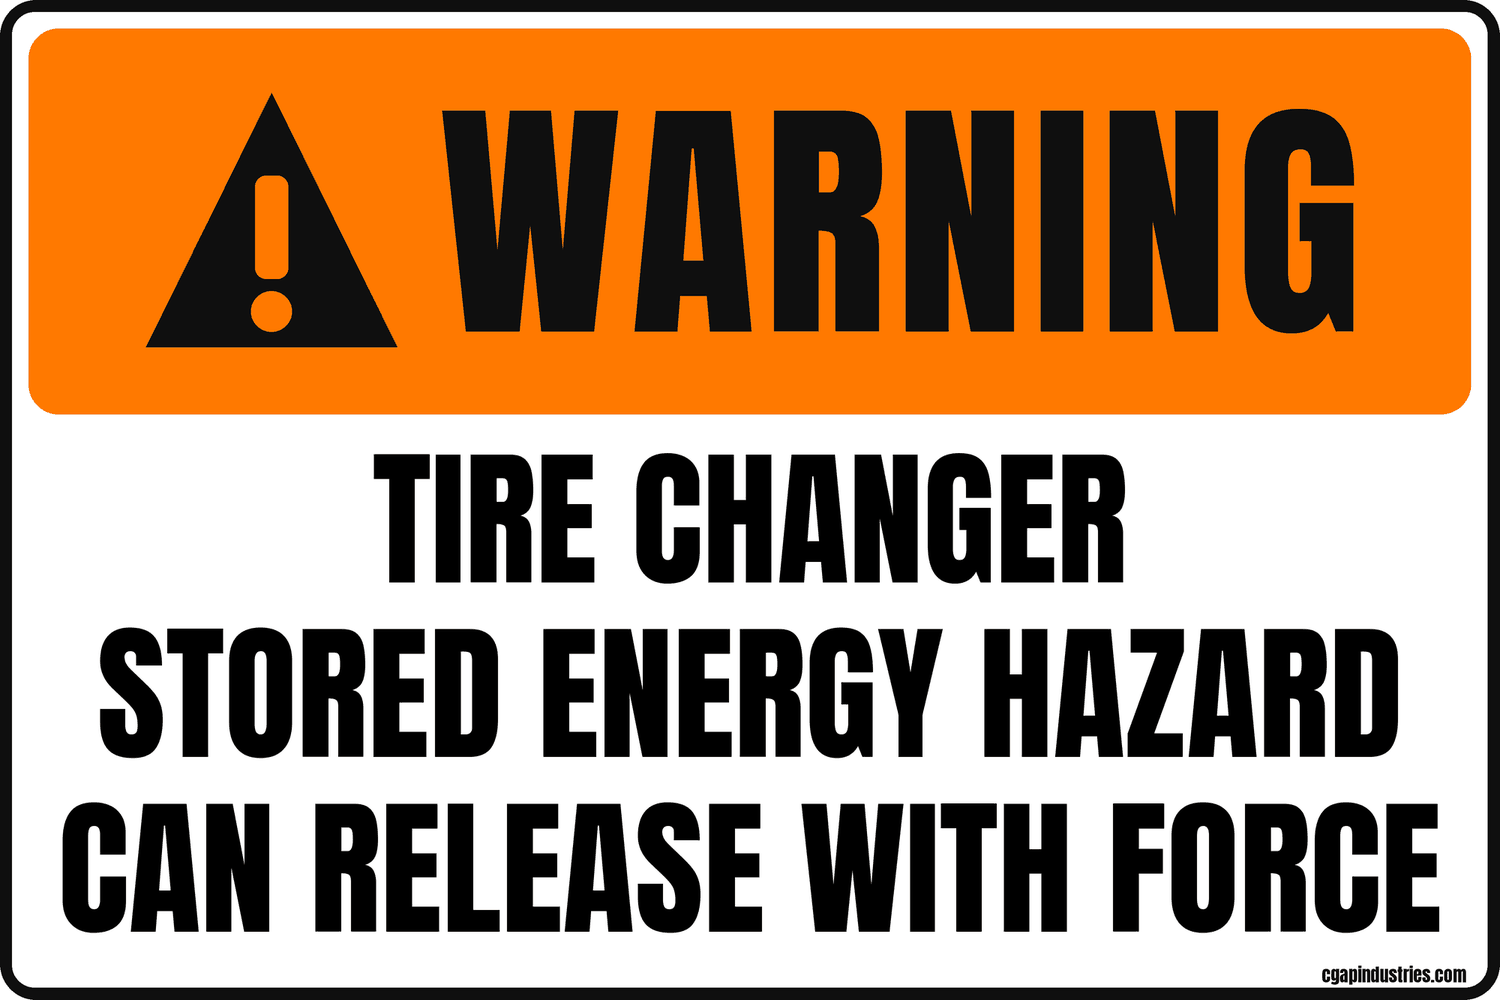 WARNING
TIRE CHANGER
STORED ENERGY HAZARD
CAN RELEASE WITH FORCE
cgapindustries.com